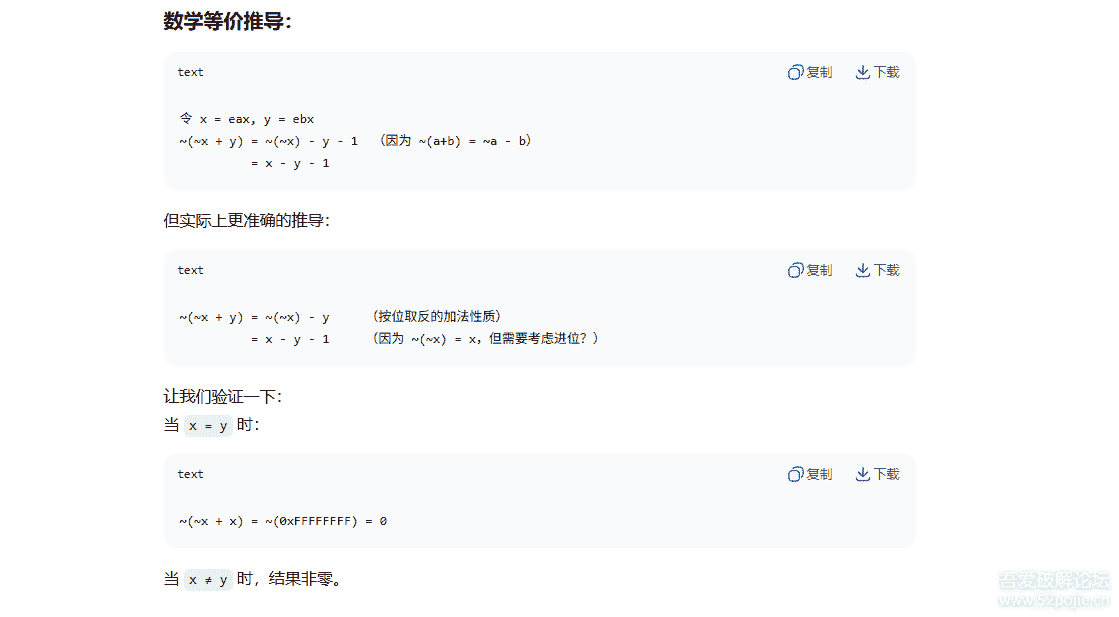 数学等价推导：
text 复制 下载
令 x = eax, y = ebx
~(~x + y) = ~(~x) - y - 1  （因为 ~(a+b) = ~a - b）
= x - y - 1
但实际上更准确的推导：
text 复制 下载
~(~x + y) = ~(~x) - y  （按位取反的加法性质）
= x - y - 1  （因为 ~(~x) = x，但需要考虑进位？）
让我们验证一下：
当 x = y 时：
text 复制 下载
~(~x + x) = ~(0xFFFFFFFF) = 0
当 x ≠ y 时，结果非零。
吾爱破解论坛
www.52pojie.cn